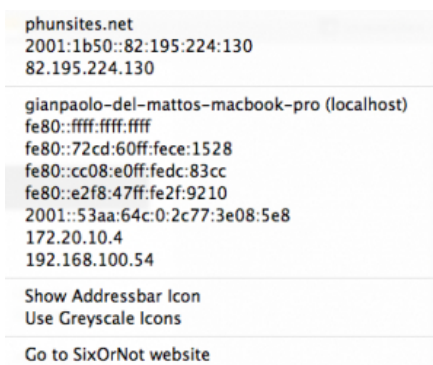 phunsites.net
2001:1b50::82:195:224:130
82.195.224.130
gianpaolo-del-mattos-macbook-pro (localhost)
fe80::ffff:ffff:ffff
fe80::72cd:60ff:fece:1528
fe80::cc08:e0ff:fedc:83cc
fe80::e2f8:47ff:fe2f:9210
2001::53aa:64c:0:2c77:3e08:5e8
172.20.10.4
192.168.100.54
Show Addressbar Icon
Use Greyscale Icons
Go to SixOrNot website